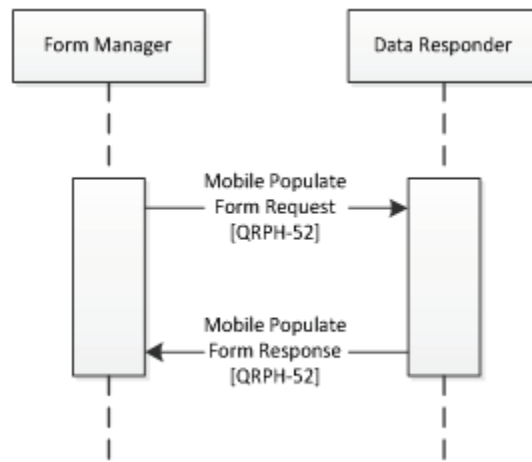 Form Manager
Data Responder
Mobile Populate
Form Request
[QRPH-52]
Mobile Populate
Form Response
[QRPH-52]